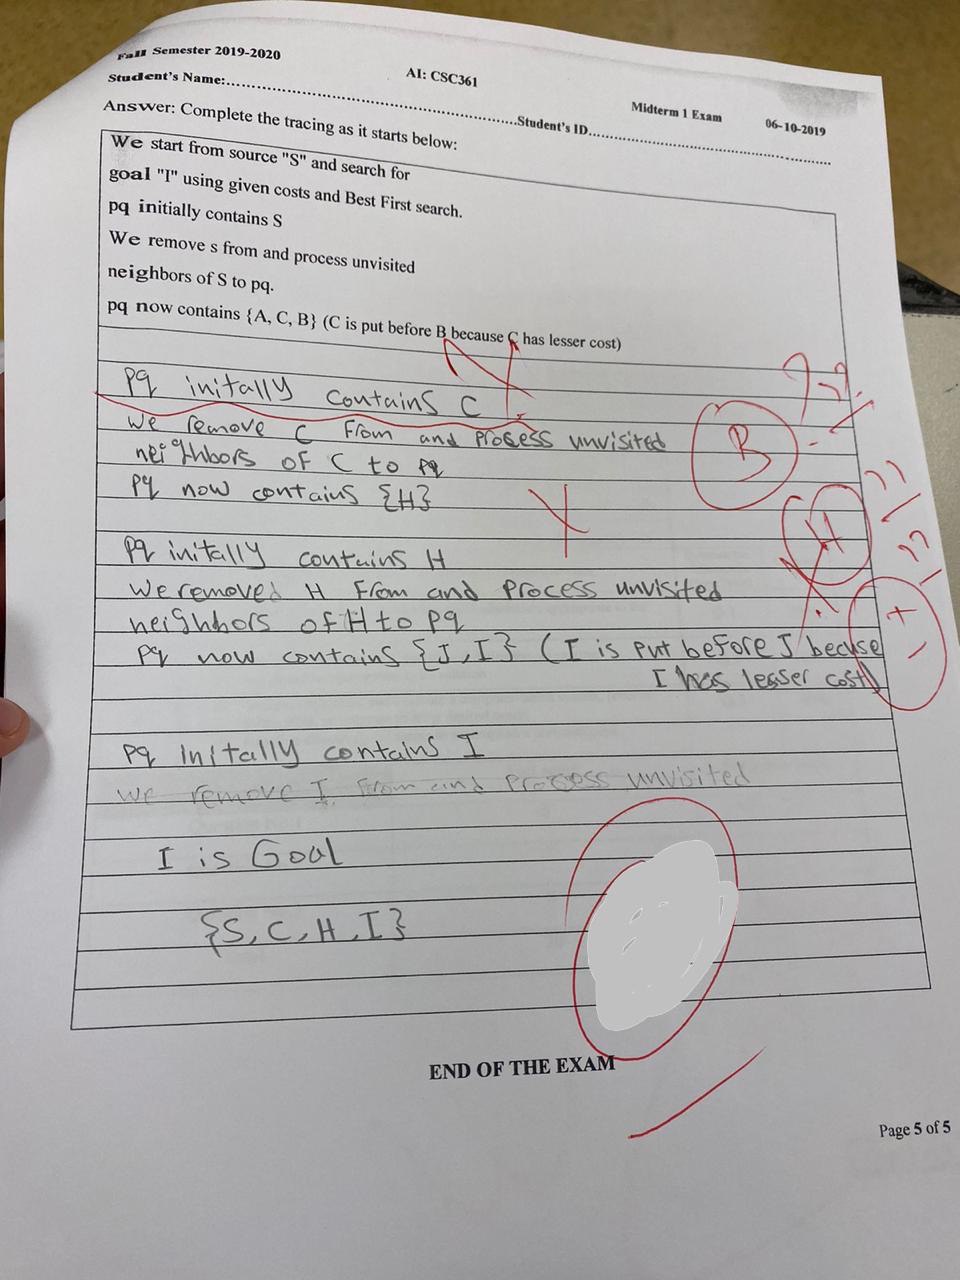 Fall Semester 2019-2020
AI: CSC361
Midterm 1 Exam
06-10-2019
Student's Name:...............Student's ID...............
Answer: Complete the tracing as it starts below:
We start from source "S" and search for
goal "I" using given costs and Best First search.
pq initially contains S
We remove s from and process unvisited
neighbors of S to pq.
pq now contains {A, C, B} (C is put before B because C has lesser cost)
Pq initally contains C
We remove C From and process unvisited
neighbors of C to pq
B
pq now contains {H}
H
Pq initally contains H
We removed H From and process unvisited
neighbors of H to pq
pq now contains {J, I} (I is put before J becuse
I has lesser cost)
pq initally contains I
we remove I From and process unvisited
I is Goal
{S, C, H, I}
END OF THE EXAM
Page 5 of 5